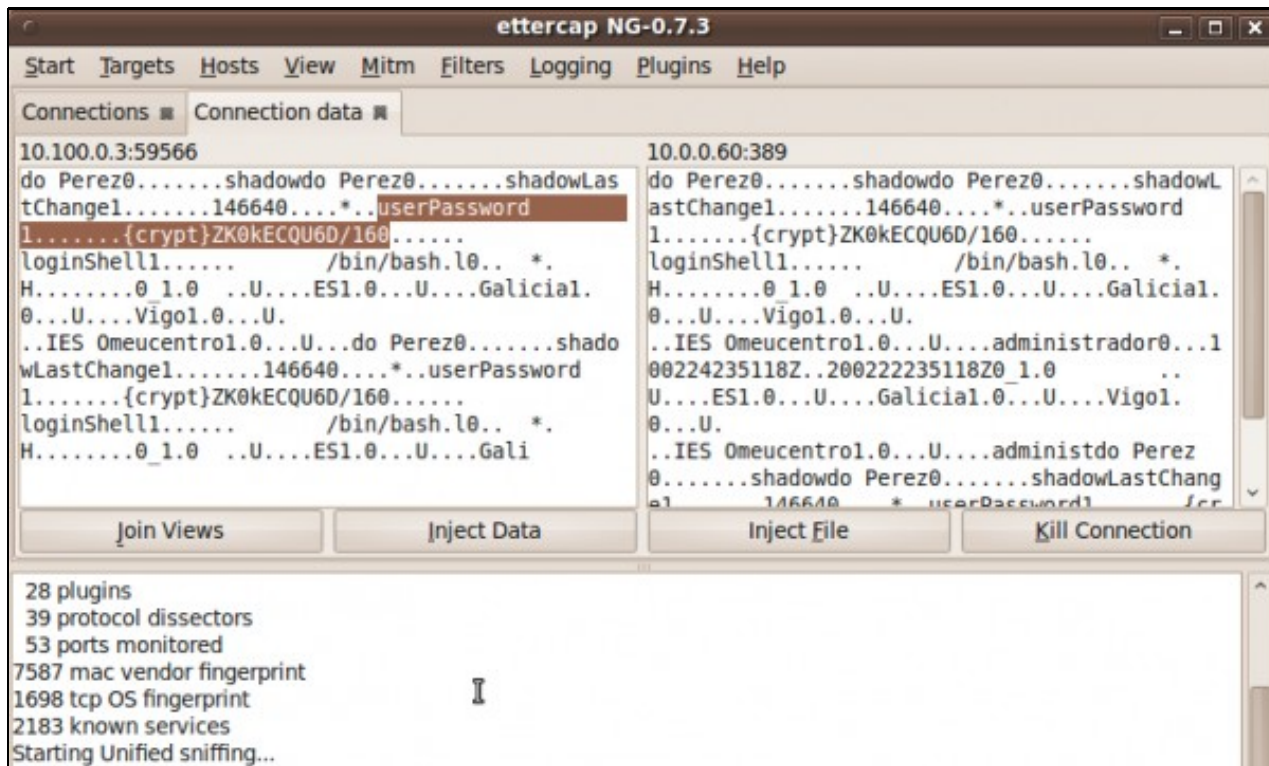 ettercap NG-0.7.3
Start Targets Hosts View Mitm Filters Logging Plugins Help
Connections Connection data
10.100.0.3:59566
do Perez0.......shadowdo Perez0.......shadowLas
tChange1.......146640....*..userPassword
1.......{crypt}ZK0kECQU6D/160......
loginShell1...... /bin/bash.l0.. *.
H........0_1.0 ..U....ES1.0...U....Galicia1.
0...U....Vigo1.0...U.
..IES Omeucentro1.0...U...do Perez0.......shado
wLastChange1.......146640....*..userPassword
1.......{crypt}ZK0kECQU6D/160......
loginShell1...... /bin/bash.l0.. *.
H........0_1.0 ..U....ES1.0...U....Gali
10.0.0.60:389
do Perez0.......shadowdo Perez0.......shadowL
astChange1.......146640....*..userPassword
1.......{crypt}ZK0kECQU6D/160......
loginShell1...... /bin/bash.l0.. *.
H........0_1.0 ..U....ES1.0...U....Galicia1.
0...U....Vigo1.0...U.
..IES Omeucentro1.0...U....administrador0...1
00224235118Z..200222235118Z0_1.0 ..
U....ES1.0...U....Galicia1.0...U....Vigo1.
0...U.
..IES Omeucentro1.0...U....administdo Perez
0.......shadowdo Perez0.......shadowLastChang
e1.......146640....*..userPassword1.......{cr
Join Views Inject Data Inject File Kill Connection
28 plugins
39 protocol dissectors
53 ports monitored
7587 mac vendor fingerprint
1698 tcp OS fingerprint
2183 known services
Starting Unified sniffing...